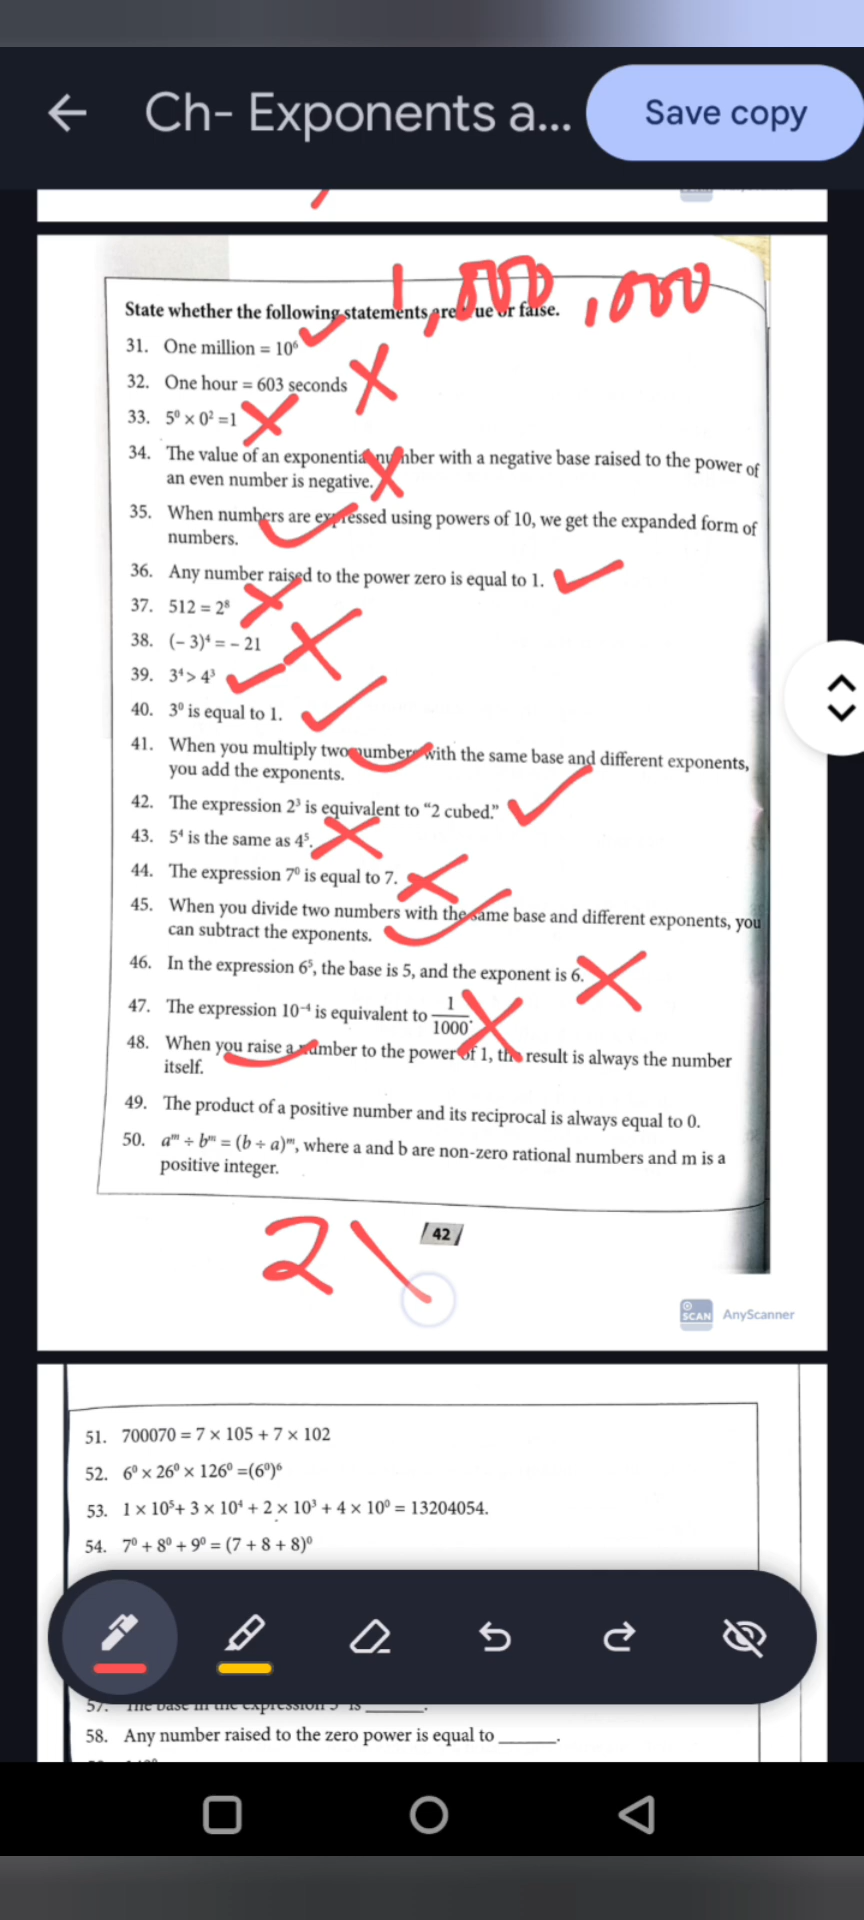 Ch- Exponents a...
Save copy
1,000,000
State whether the following statements are true or false.
31. One million = 10⁶
32. One hour = 603 seconds
33. 5⁰ × 0² =1
34. The value of an exponential number with a negative base raised to the power of
an even number is negative.
35. When numbers are expressed using powers of 10, we get the expanded form of
numbers.
36. Any number raised to the power zero is equal to 1.
37. 512 = 2⁸
38. (– 3)⁴ = – 21
39. 3⁴ > 4³
40. 3⁰ is equal to 1.
41. When you multiply two numbers with the same base and different exponents,
you add the exponents.
42. The expression 2³ is equivalent to “2 cubed.”
43. 5⁴ is the same as 4⁵.
44. The expression 7⁰ is equal to 7.
45. When you divide two numbers with the same base and different exponents, you
can subtract the exponents.
46. In the expression 6⁵, the base is 5, and the exponent is 6.
47. The expression 10⁻⁴ is equivalent to 1/1000.
48. When you raise a number to the power of 1, the result is always the number
itself.
49. The product of a positive number and its reciprocal is always equal to 0.
50. aᵐ ÷ bᵐ = (b ÷ a)ᵐ, where a and b are non-zero rational numbers and m is a
positive integer.
2
42
SCAN AnyScanner
51. 700070 = 7 × 105 + 7 × 102
52. 6⁰ × 26⁰ × 126⁰ =(6⁰)⁶
53. 1 × 10⁵+ 3 × 10⁴ + 2 × 10³ + 4 × 10⁰ = 13204054.
54. 7⁰ + 8⁰ + 9⁰ = (7 + 8 + 8)⁰
57. The base in the expression is ______.
58. Any number raised to the zero power is equal to ______.